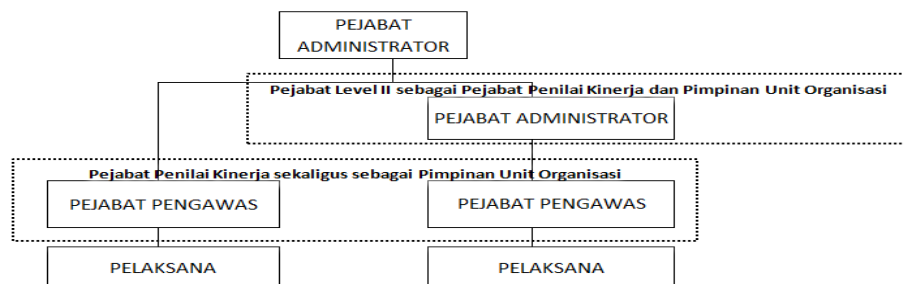 PEJABAT
ADMINISTRATOR
Pejabat Level II sebagai Pejabat Penilai Kinerja dan Pimpinan Unit Organisasi
PEJABAT ADMINISTRATOR
Pejabat Penilai Kinerja sekaligus sebagai Pimpinan Unit Organisasi
PEJABAT PENGAWAS
PEJABAT PENGAWAS
PELAKSANA
PELAKSANA